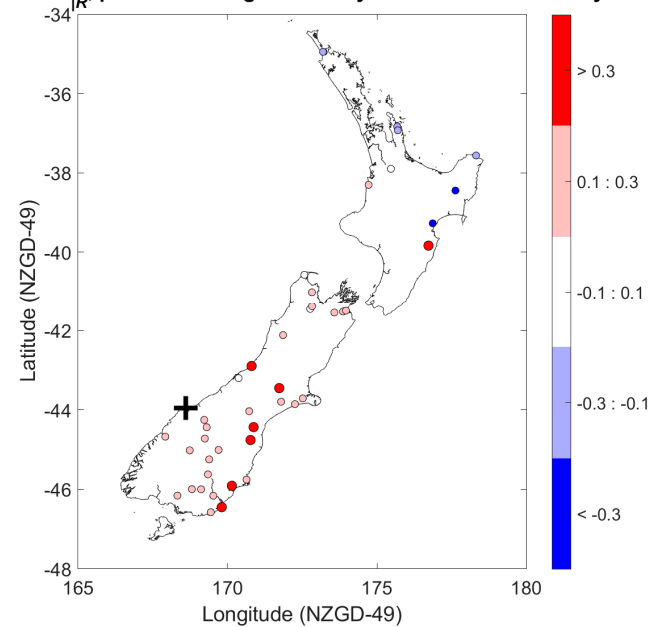 -34
-36
-38
-40
-42
-44
-46
-48
165
170
175
180
Latitude (NZGD-49)
Longitude (NZGD-49)
> 0.3
0.1 : 0.3
-0.1 : 0.1
-0.3 : -0.1
< -0.3